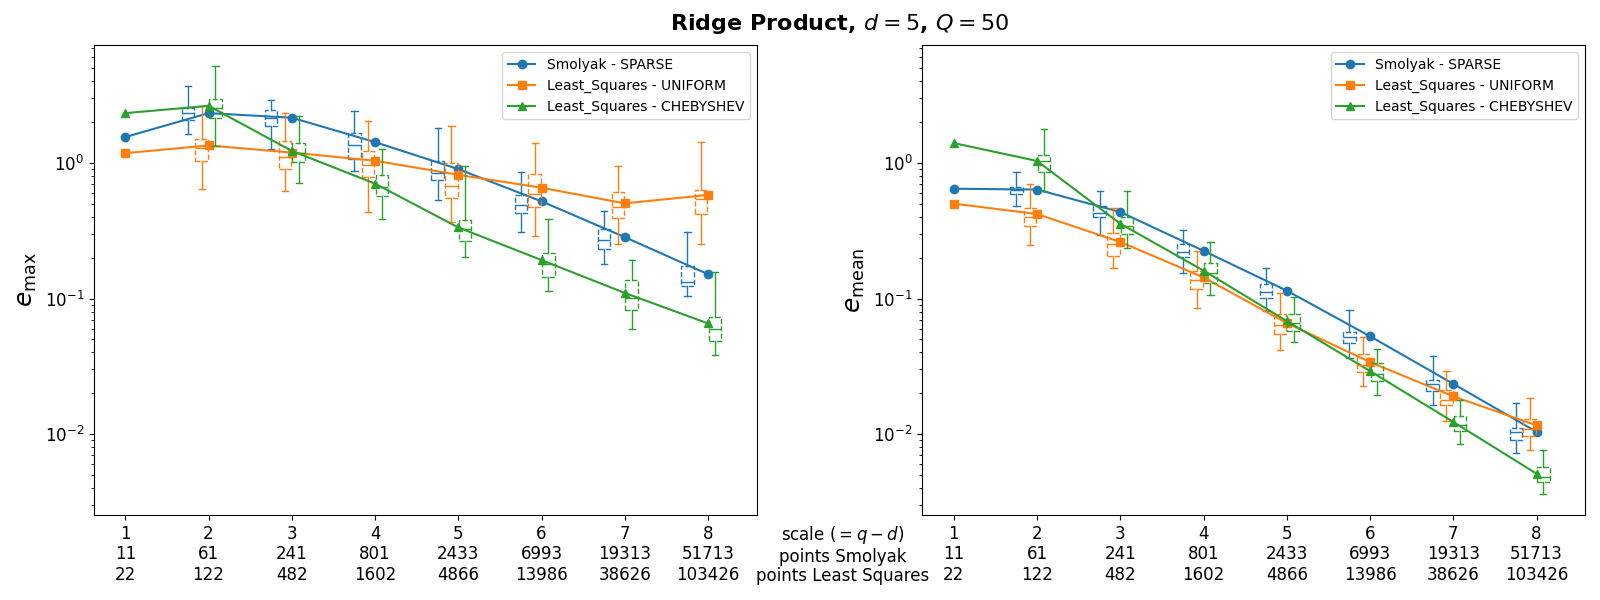 Ridge Product, d = 5, Q = 50
e_max
10^0
10^−1
10^−2
Smolyak - SPARSE
Least_Squares - UNIFORM
Least_Squares - CHEBYSHEV
1 2 3 4 5 6 7 8
11 61 241 801 2433 6993 19313 51713
22 122 482 1602 4866 13986 38626 103426
scale (= q − d)
points Smolyak
points Least Squares
e_mean
10^0
10^−1
10^−2
Smolyak - SPARSE
Least_Squares - UNIFORM
Least_Squares - CHEBYSHEV
1 2 3 4 5 6 7 8
11 61 241 801 2433 6993 19313 51713
22 122 482 1602 4866 13986 38626 103426